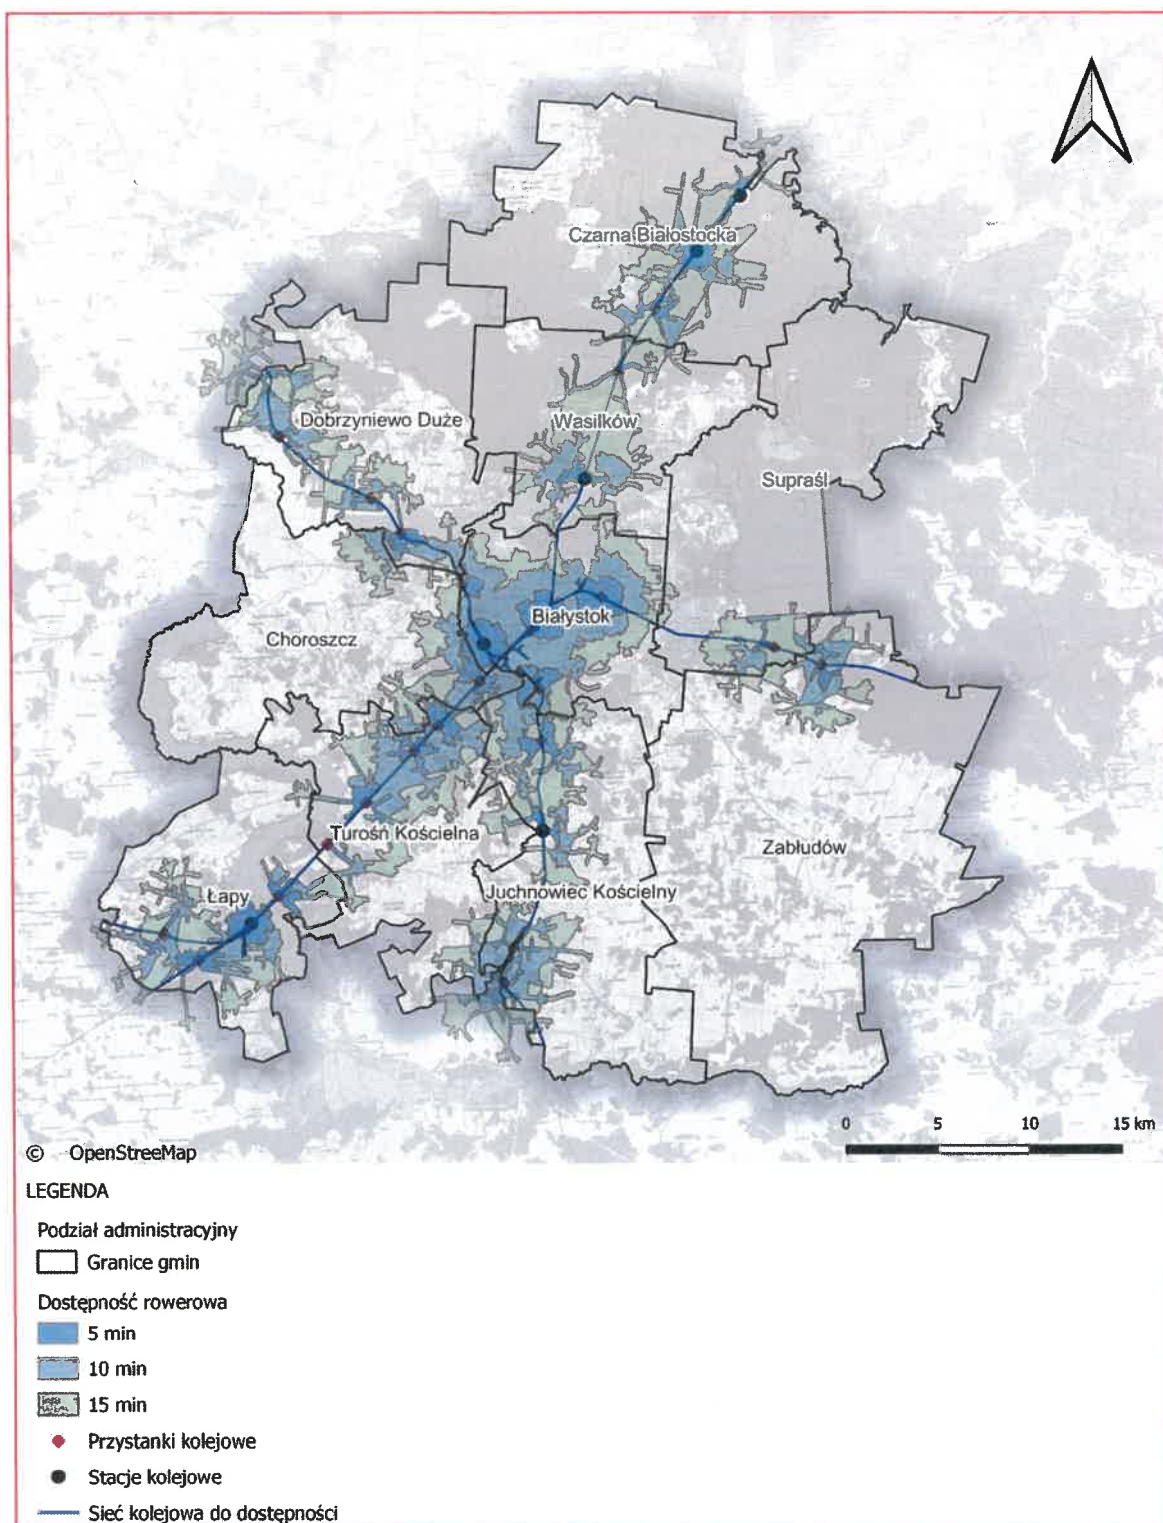 Czarna Białostocka
Dobrzyniewo Duże
Wasilków
Supraśl
Białystok
Choroszcz
Turośń Kościelna
Zabłudów
Łapy
Juchnowiec Kościelny
0 5 10 15 km
© OpenStreetMap
LEGENDA
Podział administracyjny
Granice gmin
Dostępność rowerowa
5 min
10 min
15 min
Przystanki kolejowe
Stacje kolejowe
Sieć kolejowa do dostępności